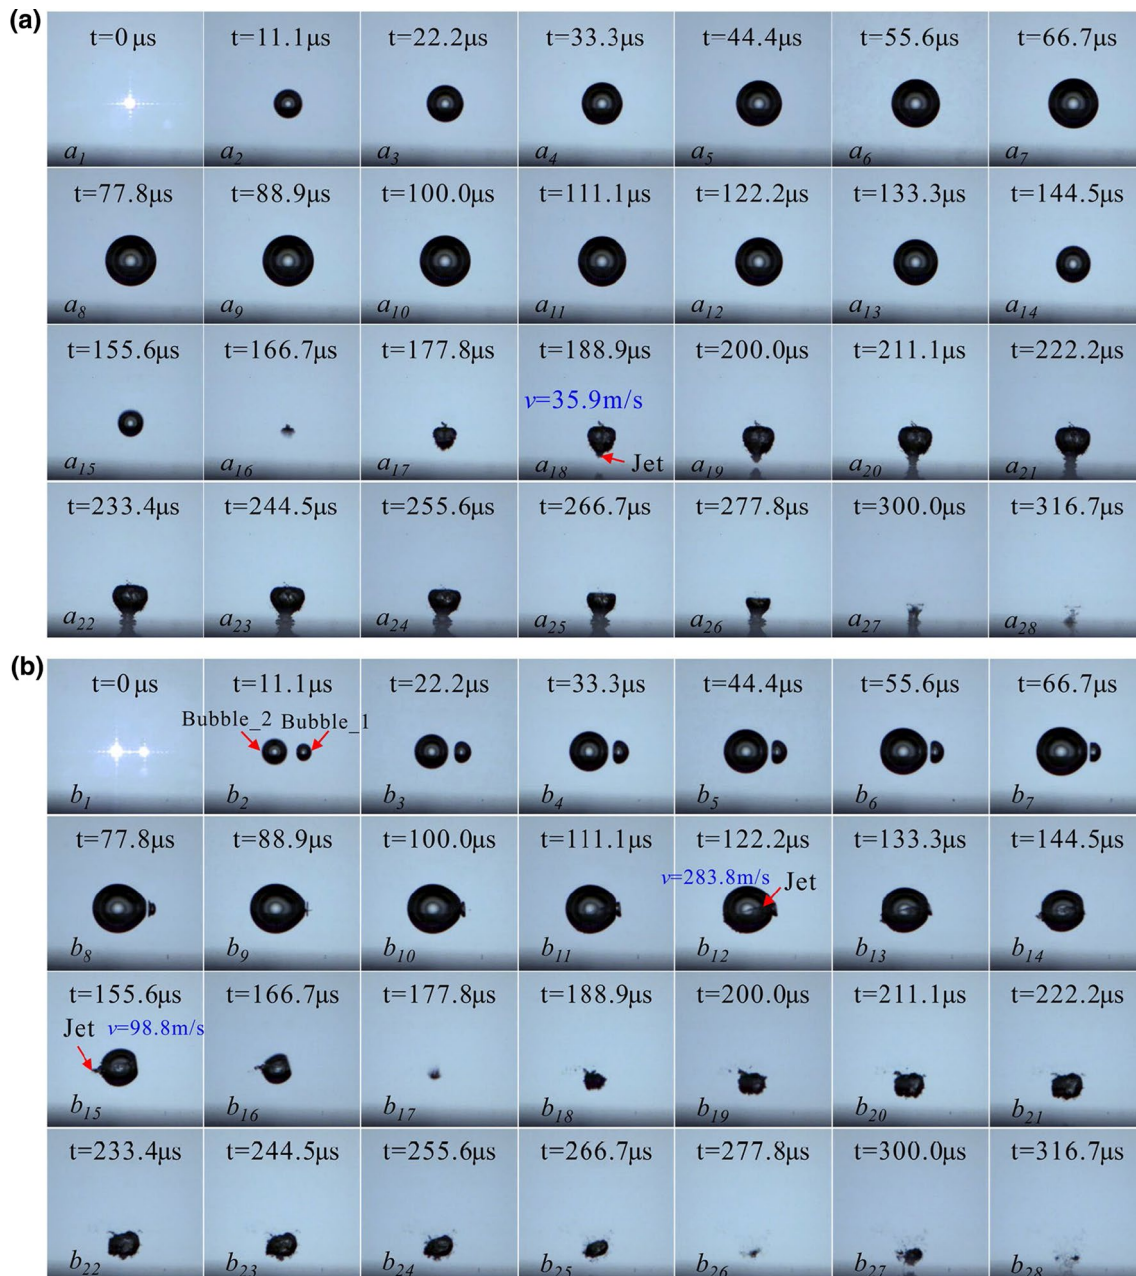 (a)
t=0 μs t=11.1μs t=22.2μs t=33.3μs t=44.4μs t=55.6μs t=66.7μs
a1 a2 a3 a4 a5 a6 a7
t=77.8μs t=88.9μs t=100.0μs t=111.1μs t=122.2μs t=133.3μs t=144.5μs
a8 a9 a10 a11 a12 a13 a14
t=155.6μs t=166.7μs t=177.8μs t=188.9μs t=200.0μs t=211.1μs t=222.2μs
v=35.9m/s
Jet
a15 a16 a17 a18 a19 a20 a21
t=233.4μs t=244.5μs t=255.6μs t=266.7μs t=277.8μs t=300.0μs t=316.7μs
a22 a23 a24 a25 a26 a27 a28
(b)
t=0 μs t=11.1μs t=22.2μs t=33.3μs t=44.4μs t=55.6μs t=66.7μs
Bubble_2 Bubble_1
b1 b2 b3 b4 b5 b6 b7
t=77.8μs t=88.9μs t=100.0μs t=111.1μs t=122.2μs t=133.3μs t=144.5μs
v=283.8m/s Jet
b8 b9 b10 b11 b12 b13 b14
t=155.6μs t=166.7μs t=177.8μs t=188.9μs t=200.0μs t=211.1μs t=222.2μs
Jet v=98.8m/s
b15 b16 b17 b18 b19 b20 b21
t=233.4μs t=244.5μs t=255.6μs t=266.7μs t=277.8μs t=300.0μs t=316.7μs
b22 b23 b24 b25 b26 b27 b28